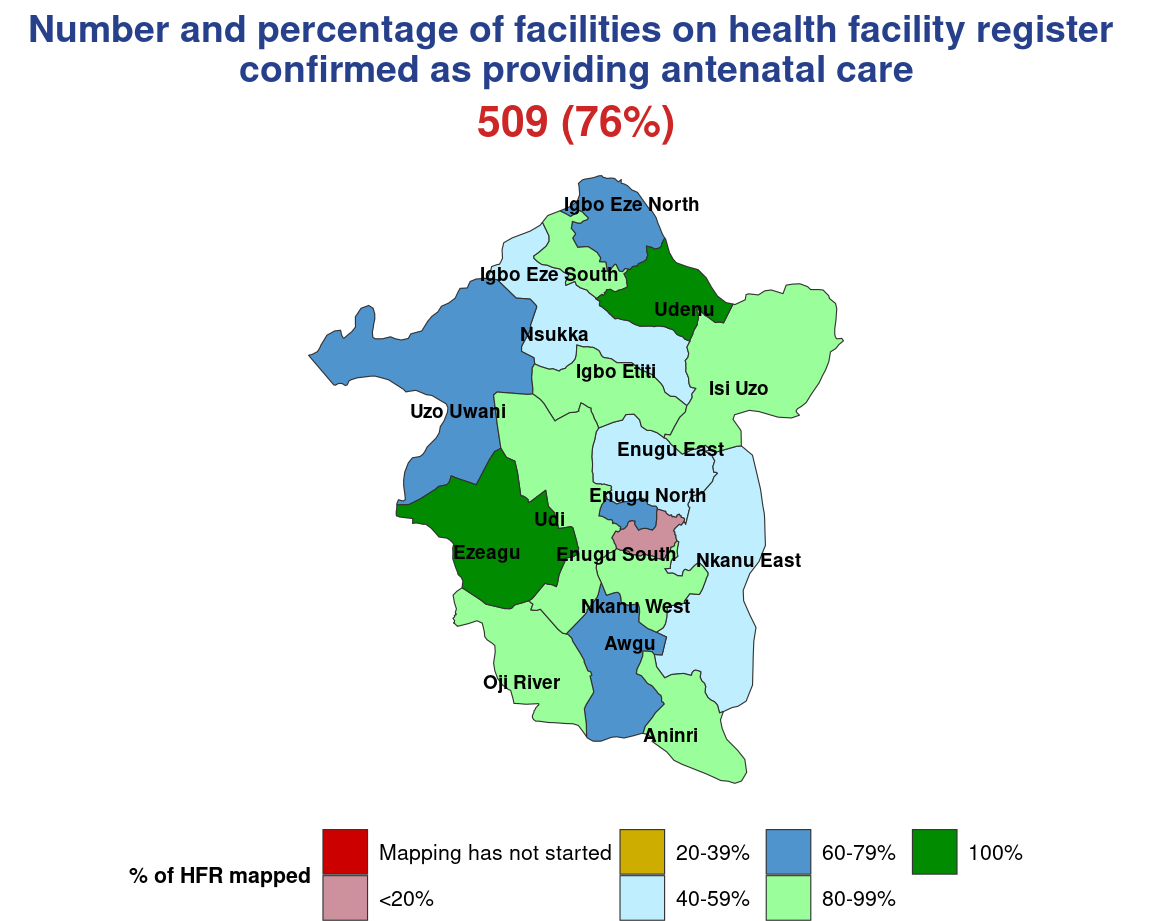 Number and percentage of facilities on health facility register
confirmed as providing antenatal care
509 (76%)
Igbo Eze North
Igbo Eze South
Udenu
Nsukka
Igbo Etiti
Isi Uzo
Uzo Uwani
Enugu East
Enugu North
Udi
Ezeagu
Enugu South
Nkanu East
Nkanu West
Awgu
Oji River
Aninri
% of HFR mapped
Mapping has not started
<20%
20-39%
40-59%
60-79%
80-99%
100%